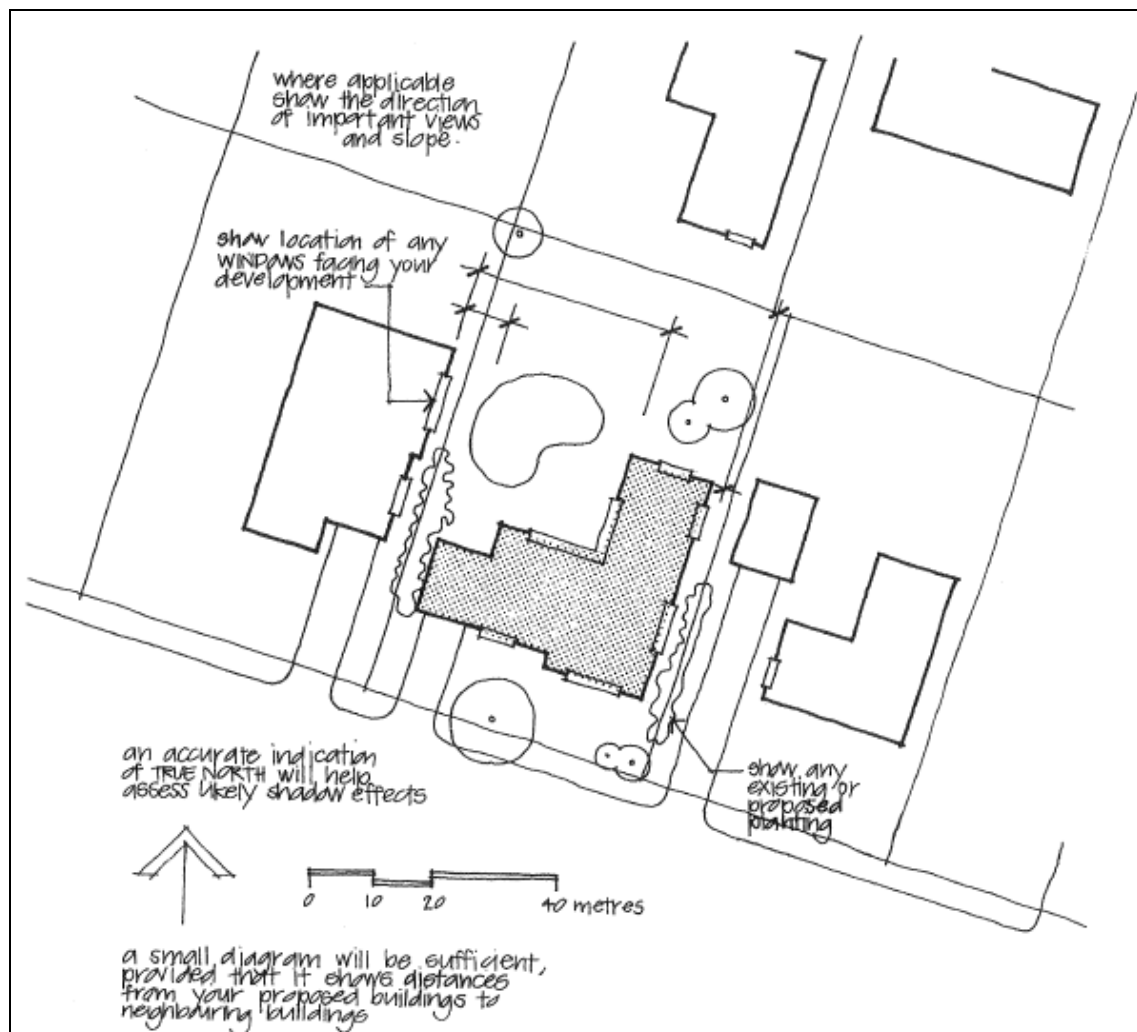 where applicable
show the direction
of important views
and slope.
show location of any
WINDOWS facing your
development
an accurate indication
of TRUE NORTH will help
assess likely shadow effects
show any
existing or
proposed
planting
0 10 20 40 metres
a small diagram will be sufficient,
provided that it shows distances
from your proposed buildings to
neighbouring buildings